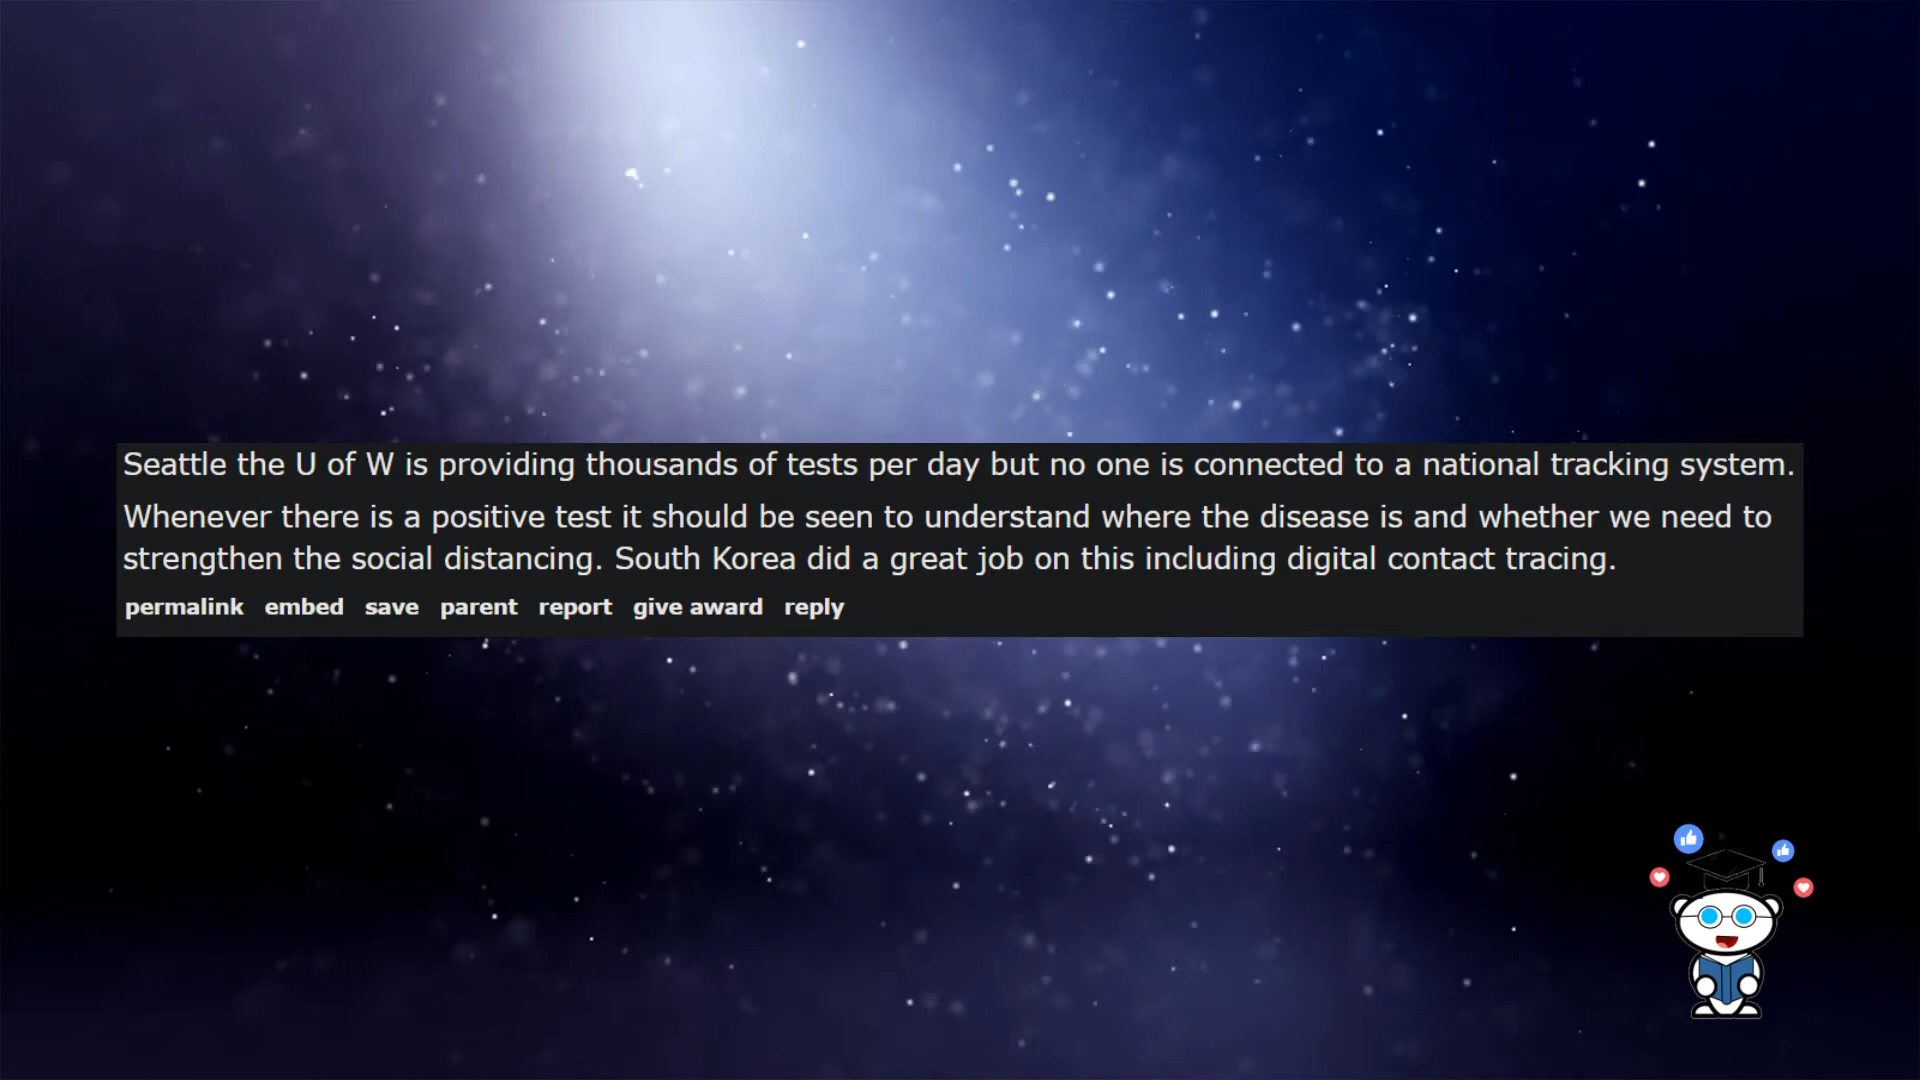 Seattle the U of W is providing thousands of tests per day but no one is connected to a national tracking system.
Whenever there is a positive test it should be seen to understand where the disease is and whether we need to
strengthen the social distancing. South Korea did a great job on this including digital contact tracing.
permalink embed save parent report give award reply